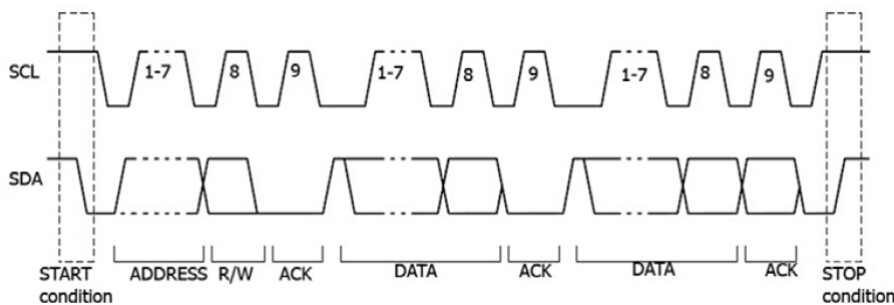 SCL
1-7
8
9
1-7
8
9
1-7
8
9
SDA
START condition
ADDRESS
R/W
ACK
DATA
ACK
DATA
ACK
STOP condition